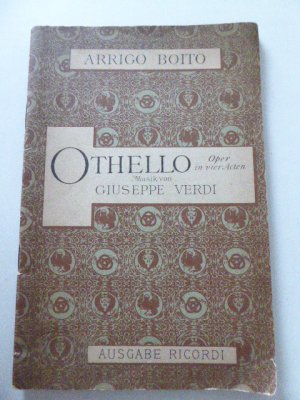 ARRIGO BOITO
OTHELLO Oper
in vier Acten
Musik von
GIUSEPPE VERDI
AUSGABE RICORDI